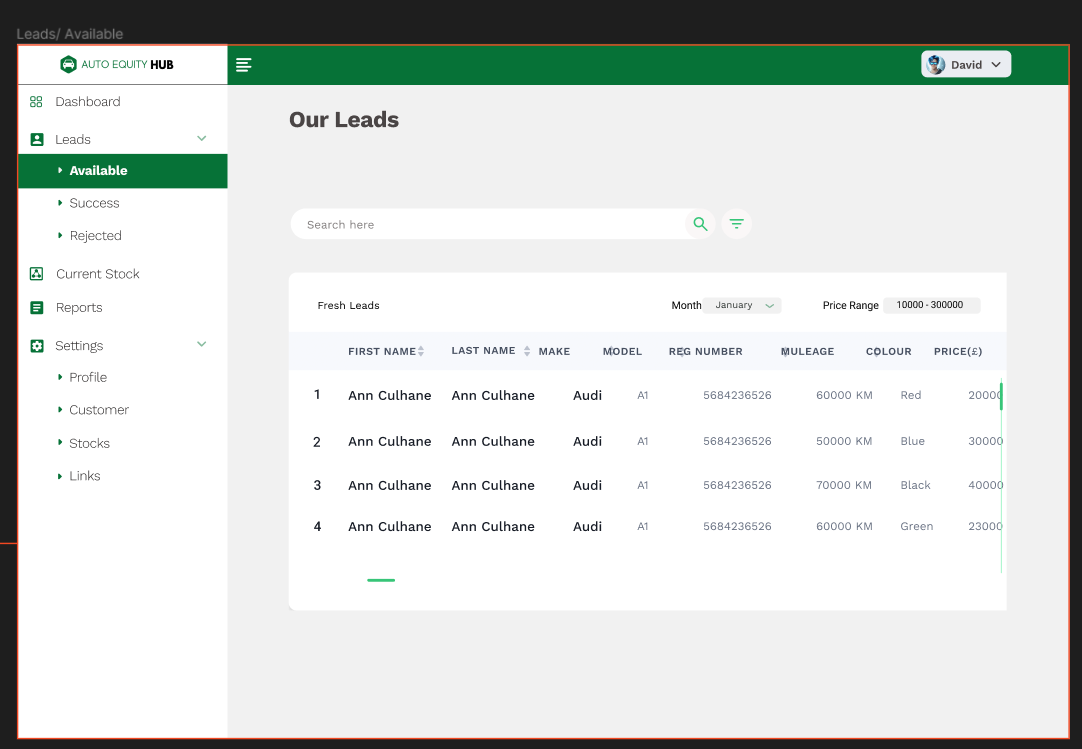 Leads/ Available
AUTO EQUITY HUB
David
Dashboard
Leads
Available
Success
Rejected
Current Stock
Reports
Settings
Profile
Customer
Stocks
Links
Our Leads
Search here
Fresh Leads
Month January
Price Range 10000 - 300000
FIRST NAME LAST NAME MAKE MODEL REG NUMBER MULEAGE COLOUR PRICE(£)
1 Ann Culhane Ann Culhane Audi A1 5684236526 60000 KM Red 20000
2 Ann Culhane Ann Culhane Audi A1 5684236526 50000 KM Blue 30000
3 Ann Culhane Ann Culhane Audi A1 5684236526 70000 KM Black 40000
4 Ann Culhane Ann Culhane Audi A1 5684236526 60000 KM Green 23000